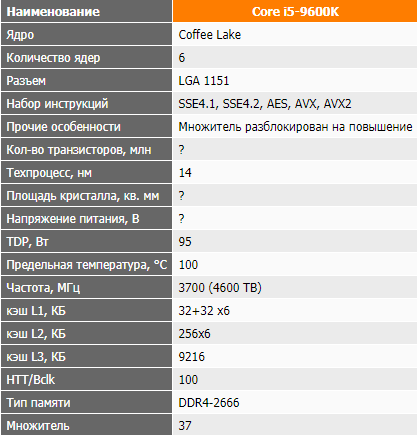 Наименование Core i5-9600K
Ядро Coffee Lake
Количество ядер 6
Разъем LGA 1151
Набор инструкций SSE4.1, SSE4.2, AES, AVX, AVX2
Прочие особенности Множитель разблокирован на повышение
Кол-во транзисторов, млн ?
Техпроцесс, нм 14
Площадь кристалла, кв. мм ?
Напряжение питания, В ?
TDP, Вт 95
Предельная температура, °C 100
Частота, МГц 3700 (4600 TB)
кэш L1, КБ 32+32 x6
кэш L2, КБ 256x6
кэш L3, КБ 9216
HTT/Bclk 100
Тип памяти DDR4-2666
Множитель 37